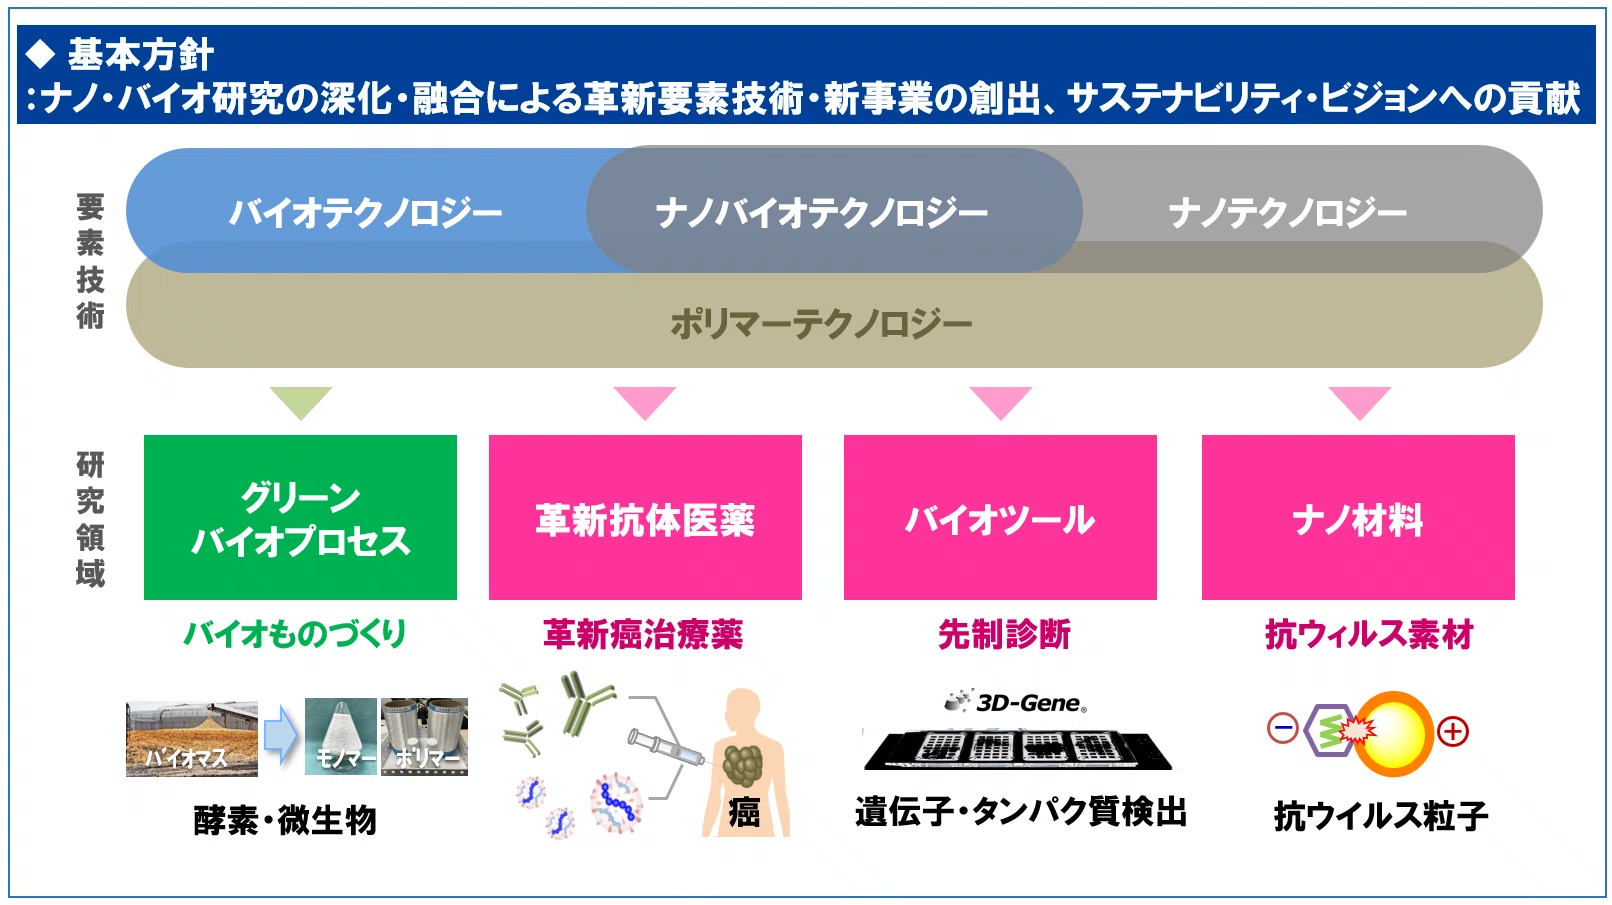 ◆ 基本方針
:ナノ・バイオ研究の深化・融合による革新要素技術・新事業の創出、サステナビリティ・ビジョンへの貢献
要素技術
バイオテクノロジー
ナノバイオテクノロジー
ナノテクノロジー
ポリマーテクノロジー
研究領域
グリーン
バイオプロセス
革新抗体医薬
バイオツール
ナノ材料
バイオものづくり
革新癌治療薬
先制診断
抗ウィルス素材
バイオマス
モノマー
ポリマー
酵素・微生物
癌
3D-Gene®
遺伝子・タンパク質検出
－
＋
抗ウイルス粒子